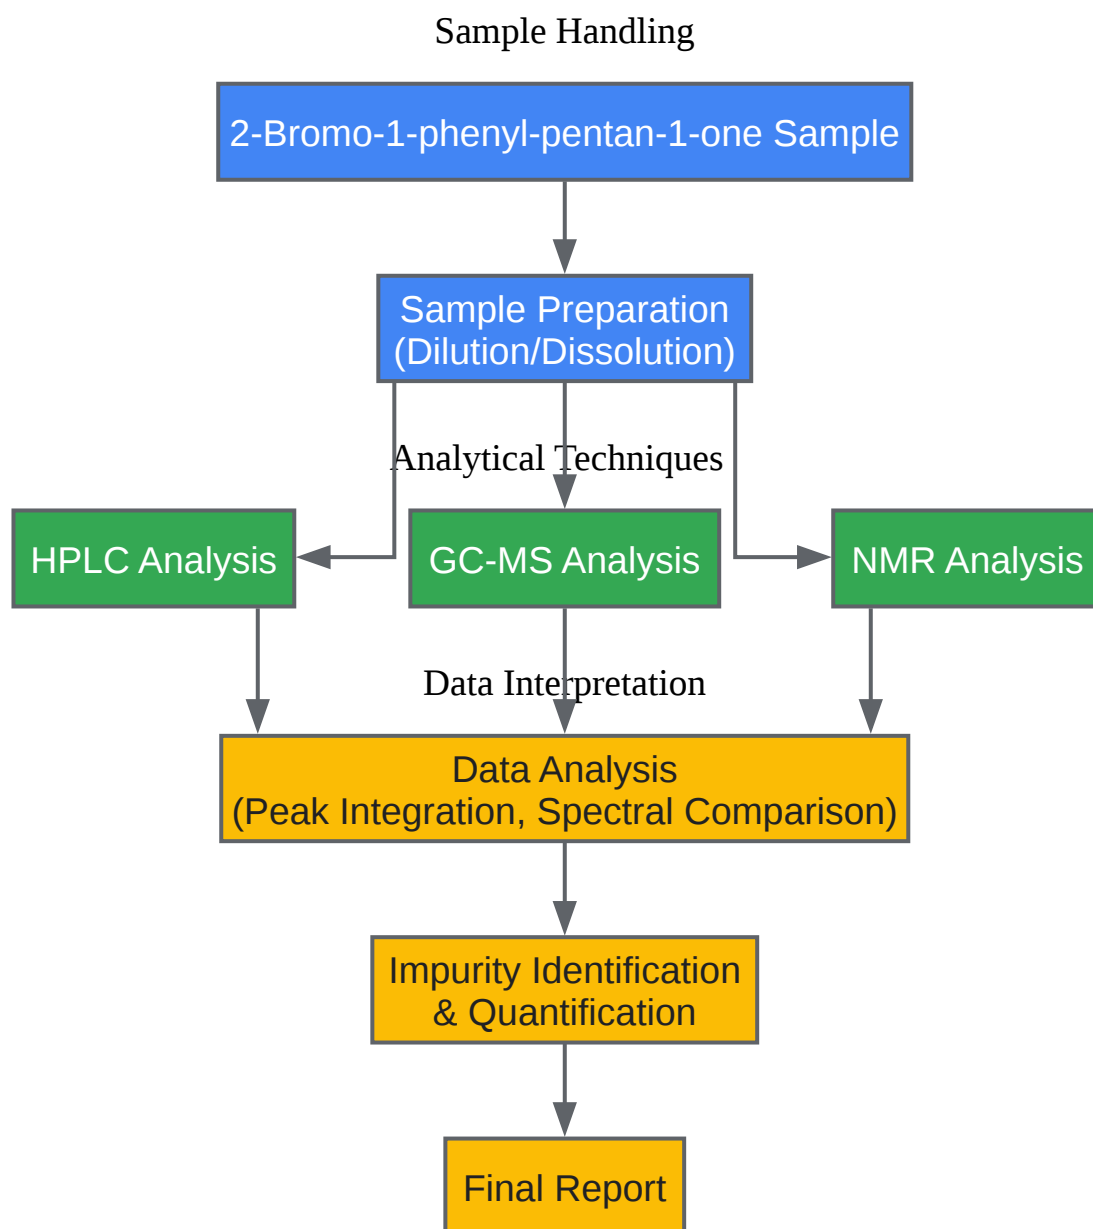 Sample Handling
2-Bromo-1-phenyl-pentan-1-one Sample
Sample Preparation
(Dilution/Dissolution)
Analytical Techniques
HPLC Analysis
GC-MS Analysis
NMR Analysis
Data Interpretation
Data Analysis
(Peak Integration, Spectral Comparison)
Impurity Identification
& Quantification
Final Report